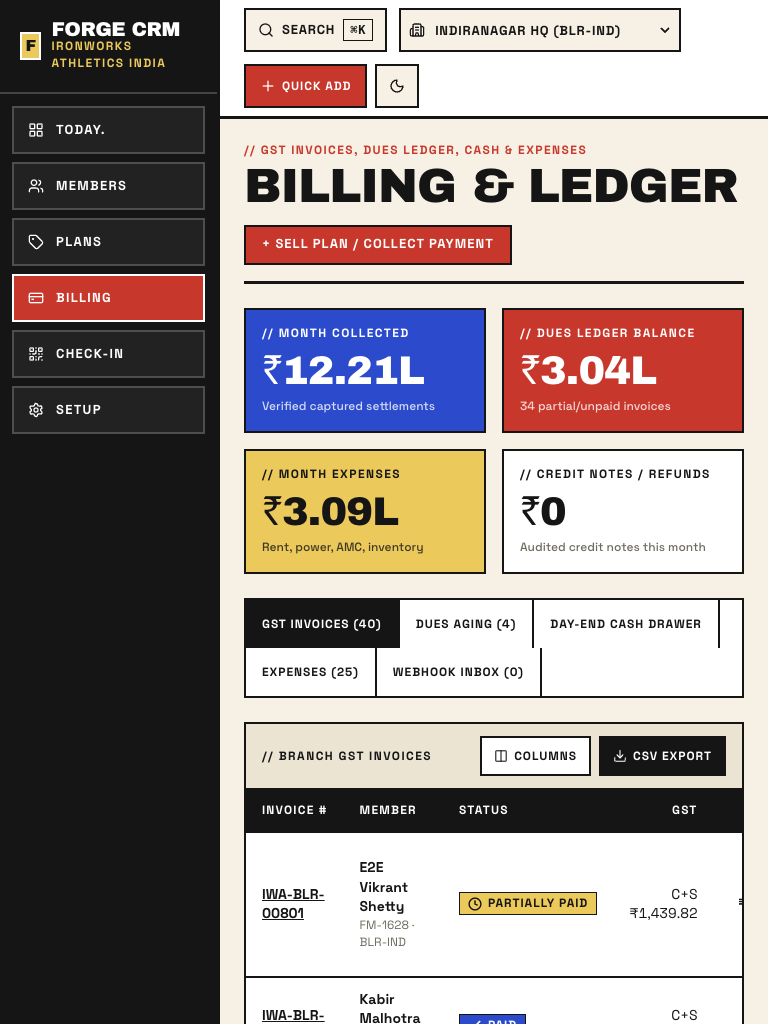 F
FORGE CRM
IRONWORKS
ATHLETICS INDIA
TODAY.
MEMBERS
PLANS
BILLING
CHECK-IN
SETUP
SEARCH ⌘K
INDIRANAGAR HQ (BLR-IND)
+ QUICK ADD
// GST INVOICES, DUES LEDGER, CASH & EXPENSES
BILLING & LEDGER
+ SELL PLAN / COLLECT PAYMENT
// MONTH COLLECTED
₹12.21L
Verified captured settlements
// DUES LEDGER BALANCE
₹3.04L
34 partial/unpaid invoices
// MONTH EXPENSES
₹3.09L
Rent, power, AMC, inventory
// CREDIT NOTES / REFUNDS
₹0
Audited credit notes this month
GST INVOICES (40) DUES AGING (4) DAY-END CASH DRAWER
EXPENSES (25) WEBHOOK INBOX (0)
// BRANCH GST INVOICES COLUMNS CSV EXPORT
INVOICE # MEMBER STATUS GST
IWA-BLR-
00801
E2E
Vikrant
Shetty
FM-1628 ·
BLR-IND
PARTIALLY PAID
C+S
₹1,439.82
IWA-BLR-
Kabir
Malhotra
PAID
C+S